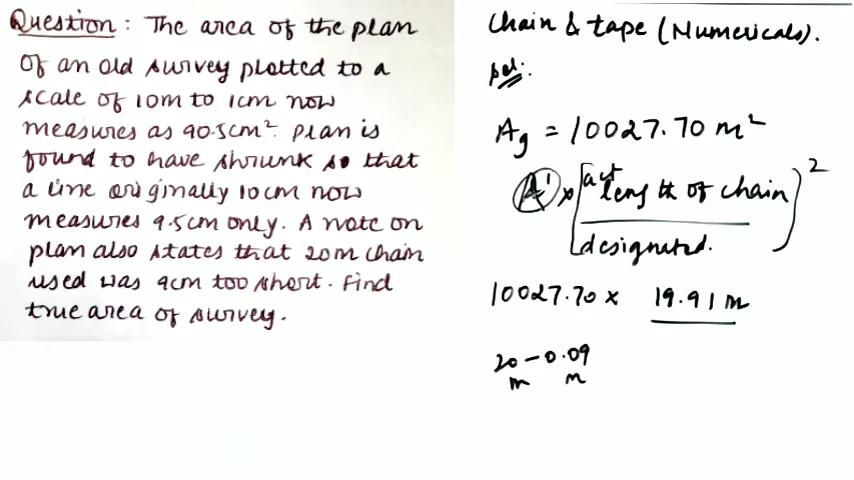 Question: The area of the plan
of an old survey plotted to a
scale of 10m to 1cm now
measures as 90.5cm². Plan is
found to have shrunk so that
a line originally 10cm now
measures 9.5cm only. A note on
plan also states that 20m chain
used was 9cm too short. Find
true area of survey.
Chain & tape (Numericals).
Sol:
Ag = 10027.70 m²
A' × [act length of chain
designated.]²
10027.70 × 19.91 m
20 - 0.09
m m